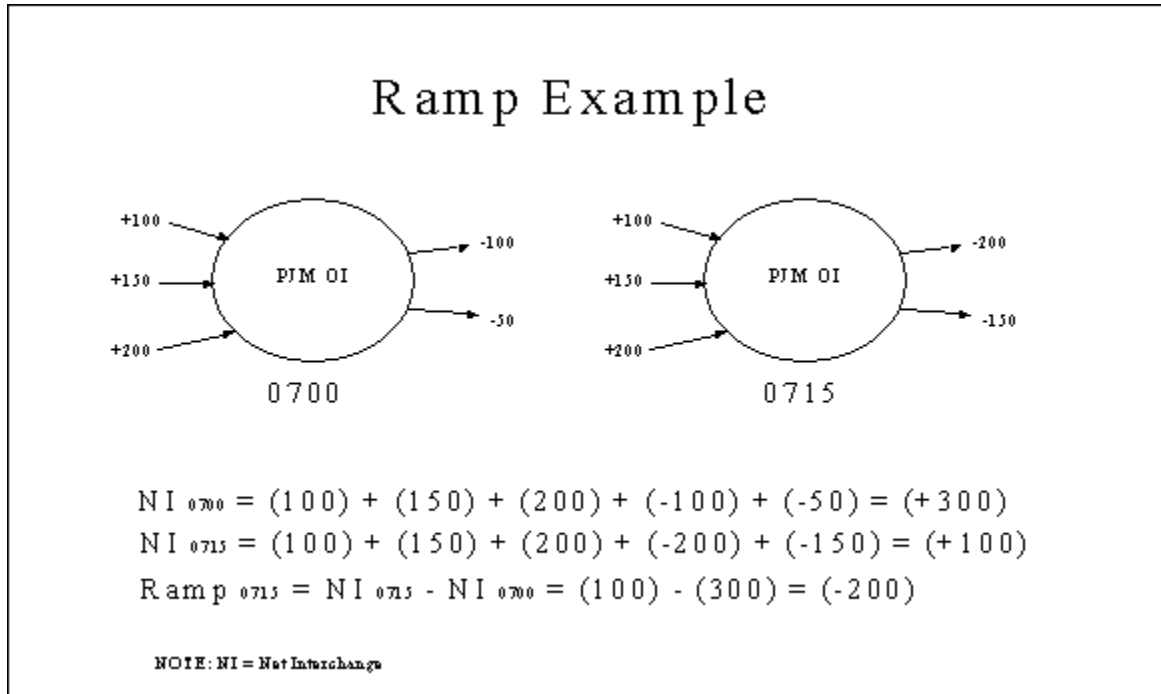 Ramp Example
+100
+150
+200
PJM OI
-100
-50
0700
+100
+150
+200
PJM OI
-200
-150
0715
NI 0700 = (100) + (150) + (200) + (-100) + (-50) = (+300)
NI 0715 = (100) + (150) + (200) + (-200) + (-150) = (+100)
Ramp 0715 = NI 0715 - NI 0700 = (100) - (300) = (-200)
NOTE: NI = Net Interchange